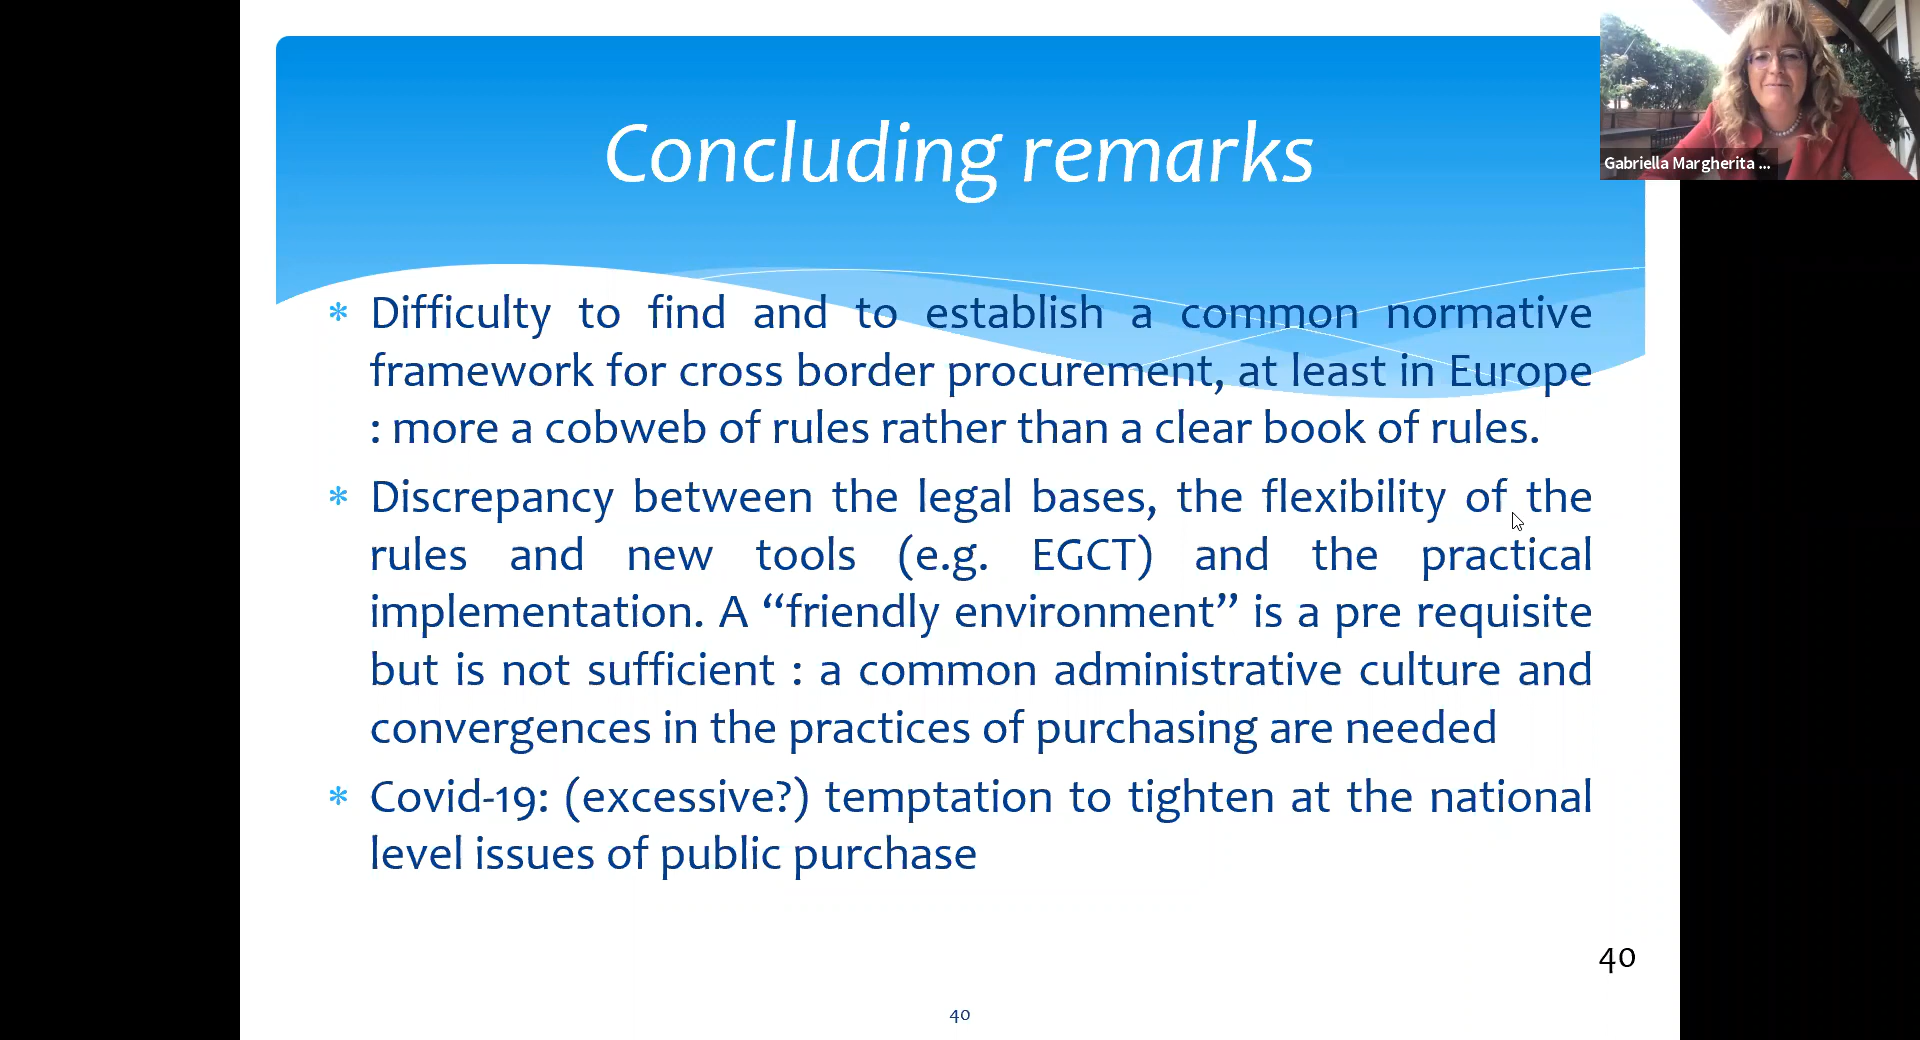 Concluding remarks
Gabriella Margherita ...
* Difficulty to find and to establish a common normative
framework for cross border procurement, at least in Europe
: more a cobweb of rules rather than a clear book of rules.
* Discrepancy between the legal bases, the flexibility of the
rules and new tools (e.g. EGCT) and the practical
implementation. A “friendly environment” is a pre requisite
but is not sufficient : a common administrative culture and
convergences in the practices of purchasing are needed
* Covid-19: (excessive?) temptation to tighten at the national
level issues of public purchase
40
40